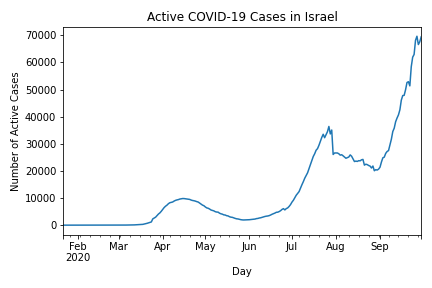 Active COVID-19 Cases in Israel
Number of Active Cases
70000
60000
50000
40000
30000
20000
10000
0
Feb Mar Apr May Jun Jul Aug Sep
2020
Day